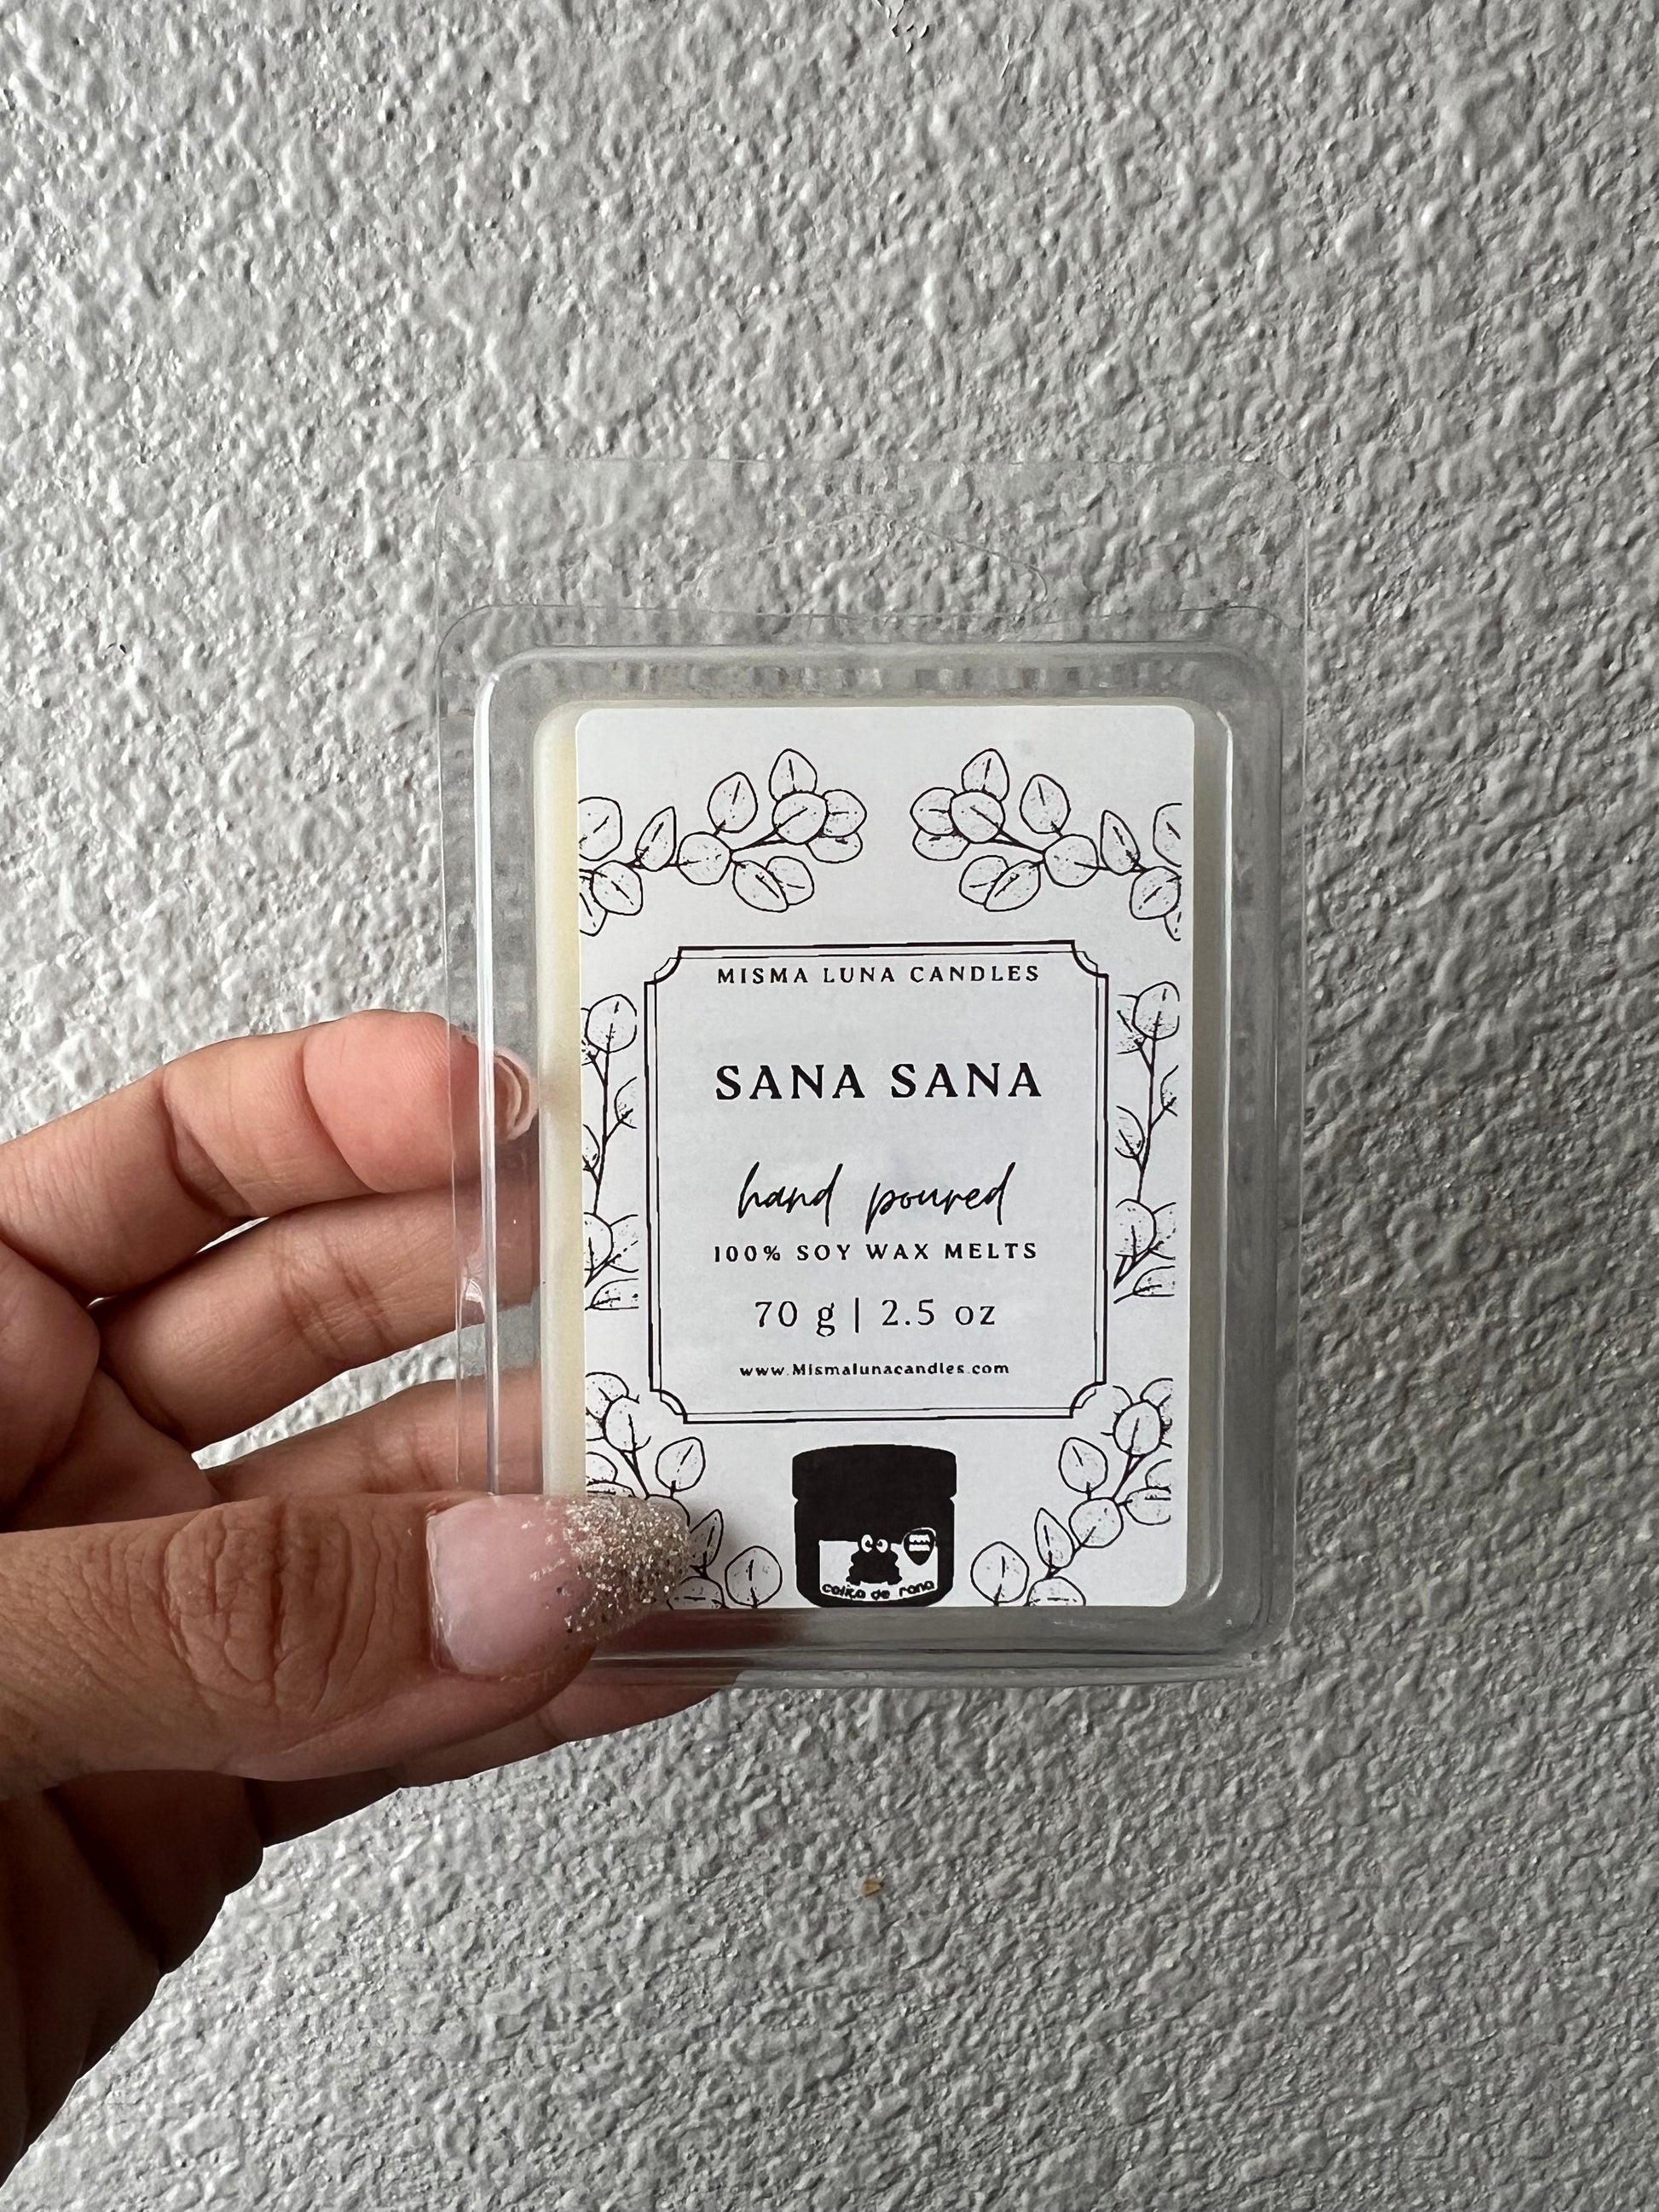 MISMA LUNA CANDLES
SANA SANA
hand poured
100% SOY WAX MELTS
70 g | 2.5 oz
www.Mismalunacandles.com
colita de rana